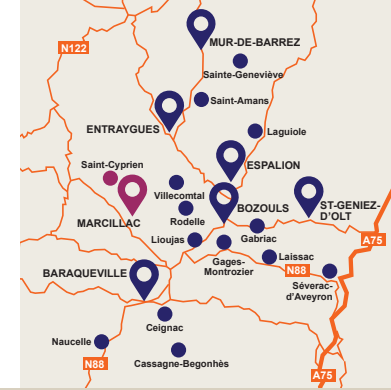 MUR-DE-BARREZ
N122
Sainte-Geneviève
Saint-Amans
ENTRAYGUES
Laguiole
Saint-Cyprien
ESPALION
Villecomtal
ST-GENIEZ-
D'OLT
BOZOULS
MARCILLAC
Rodelle
Lioujas
Gabriac
A75
Gages-
Montrozier
Laissac
N88
BARAQUEVILLE
Séverac-
d'Aveyron
Ceignac
Naucelle
N88
Cassagne-Begonhès
A75